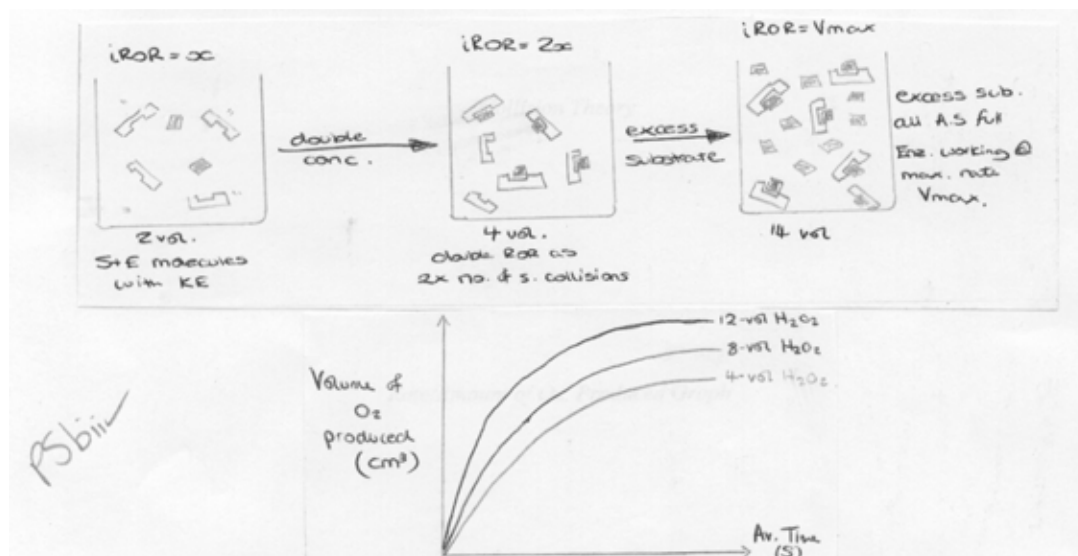 iROR = x
iROR = 2x
iROR = Vmax
double
conc.
excess
substrate
excess sub.
all A.S full
Enz. working @
max. rate
Vmax.
2 vol.
S+E molecules
with KE
4 vol.
double ROR as
2x no. of s. collisions
14 vol
Volume of
O₂
produced
(cm³)
12-vol H₂O₂
8-vol H₂O₂
4-vol H₂O₂
Av. Time
(S)